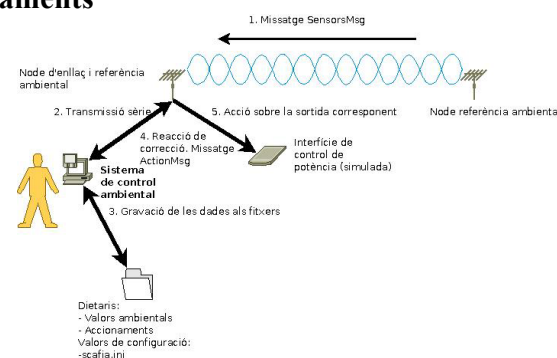 1. Missatge SensorsMsg
Node d'enllaç i referència
ambiental
2. Transmissió sèrie
5. Acció sobre la sortida corresponent
Node referència ambienta
4. Reacció de
correcció. Missatge
ActionMsg
Interfície de
control de
potència (simulada)
Sistema
de control
ambiental
3. Gravació de les dades als fitxers
Dietaris:
- Valors ambientals
- Accionaments
Valors de configuració:
-scafia.ini